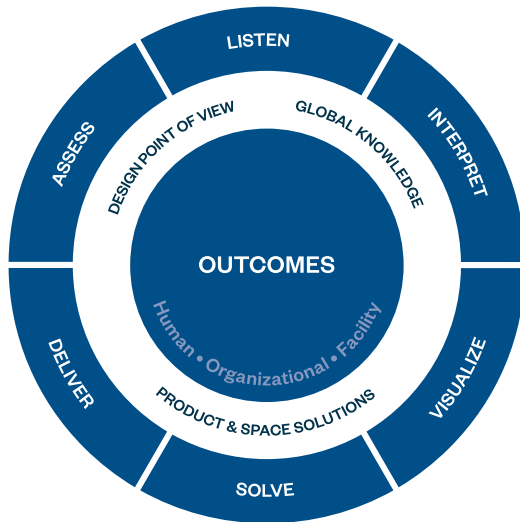 LISTEN
INTERPRET
VISUALIZE
SOLVE
DELIVER
ASSESS
DESIGN POINT OF VIEW
GLOBAL KNOWLEDGE
PRODUCT & SPACE SOLUTIONS
OUTCOMES
Human • Organizational • Facility